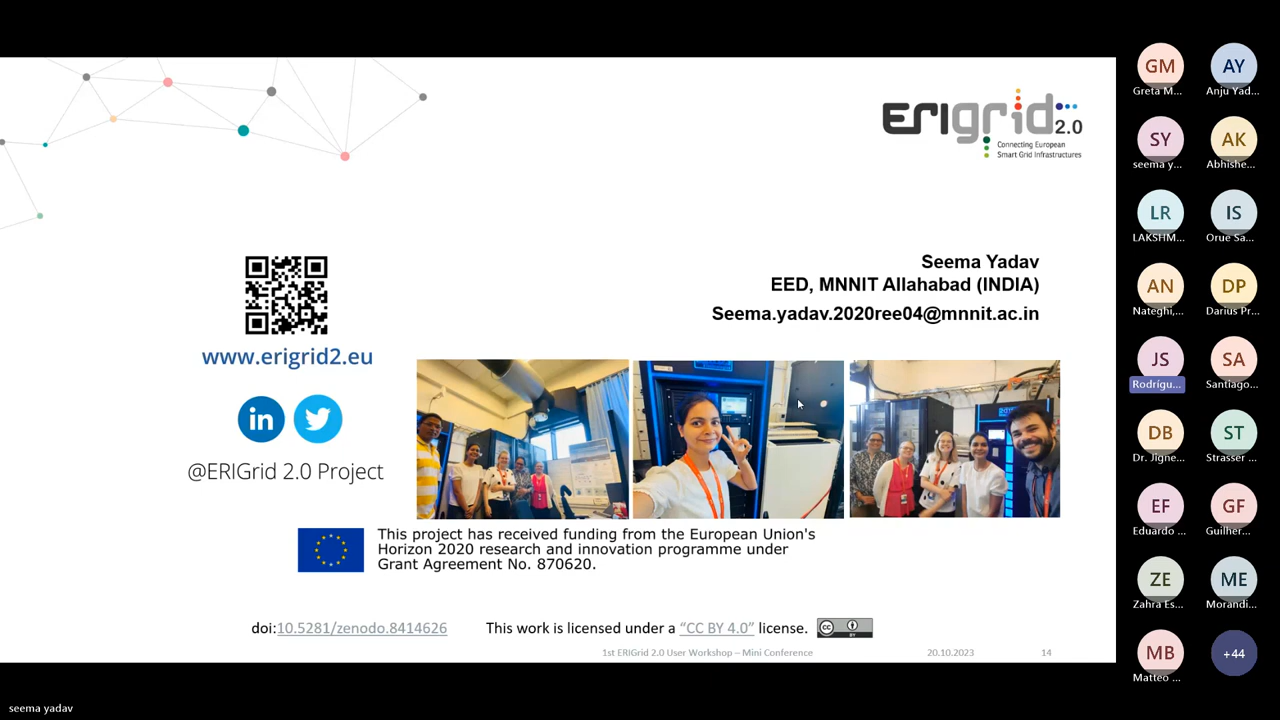 ERIgrid 2.0
Connecting European
Smart Grid Infrastructures
Seema Yadav
EED, MNNIT Allahabad (INDIA)
Seema.yadav.2020ree04@mnnit.ac.in
www.erigrid2.eu
in
@ERIGrid 2.0 Project
This project has received funding from the European Union's
Horizon 2020 research and innovation programme under
Grant Agreement No. 870620.
doi:10.5281/zenodo.8414626
This work is licensed under a “CC BY 4.0” license.
cc
BY
1st ERIGrid 2.0 User Workshop – Mini Conference
20.10.2023
14
GM
Greta M...
AY
Anju Yad...
SY
seema y...
AK
Abhishe...
LR
LAKSHM...
IS
Orue Sa...
AN
Nateghi,...
DP
Darius Pr...
JS
Rodrígu...
SA
Santiago...
DB
Dr. Jigne...
ST
Strasser ...
EF
Eduardo ...
GF
Guilher...
ZE
Zahra Es...
ME
Morandi...
MB
Matteo ...
+44
seema yadav